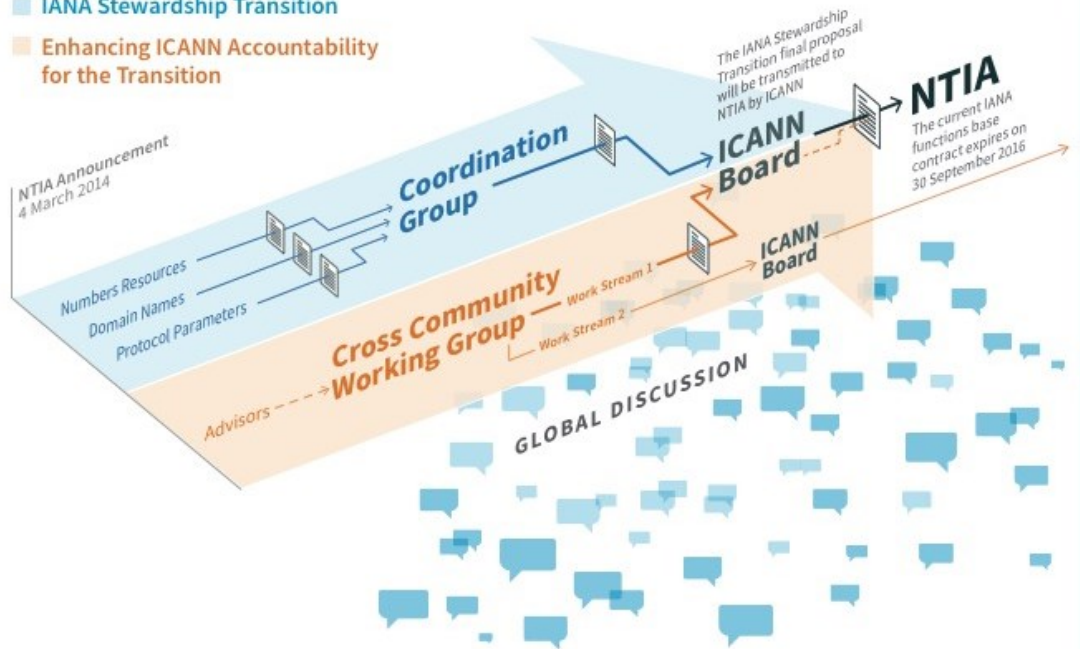 IANA Stewardship Transition
Enhancing ICANN Accountability
for the Transition
NTIA Announcement
4 March 2014
Numbers Resources
Domain Names
Protocol Parameters
Coordination
Group
The IANA Stewardship
Transition final proposal
will be transmitted to
NTIA by ICANN
ICANN
Board
NTIA
The current IANA
functions base
contract expires on
30 September 2016
Advisors
Cross Community
Working Group
Work Stream 1
Work Stream 2
ICANN
Board
GLOBAL DISCUSSION